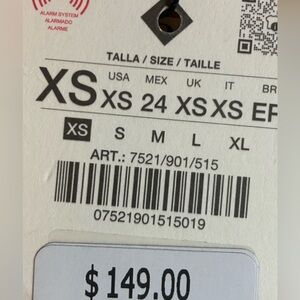 ALARM SYSTEM
ALARMADO
ALARME
TALLA / SIZE / TAILLE
USA MEX UK IT BR
XS XS 24 XS XS
XS S M L XL
ART.: 7521/901/515
07521901515019
$149.00